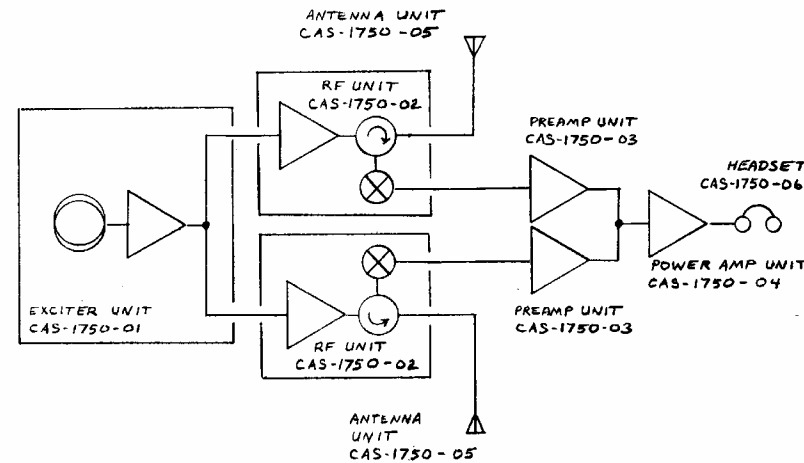 ANTENNA UNIT
CAS-1750-05
RF UNIT
CAS-1750-02
PREAMP UNIT
CAS-1750-03
HEADSET
CAS-1750-06
EXCITER UNIT
CAS-1750-01
POWER AMP UNIT
CAS-1750-04
PREAMP UNIT
CAS-1750-03
RF UNIT
CAS-1750-02
ANTENNA
UNIT
CAS-1750-05